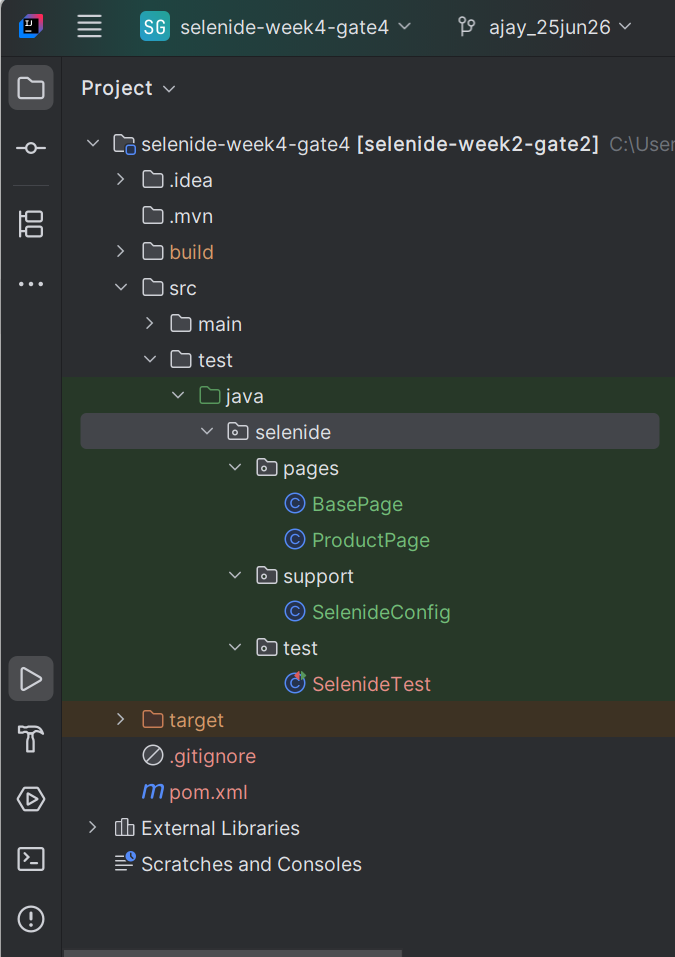 SG selenide-week4-gate4 ajay_25jun26
Project
selenide-week4-gate4 [selenide-week2-gate2] C:\User
.idea
.mvn
build
src
main
test
java
selenide
pages
C BasePage
C ProductPage
support
C SelenideConfig
test
C SelenideTest
target
.gitignore
m pom.xml
External Libraries
Scratches and Consoles